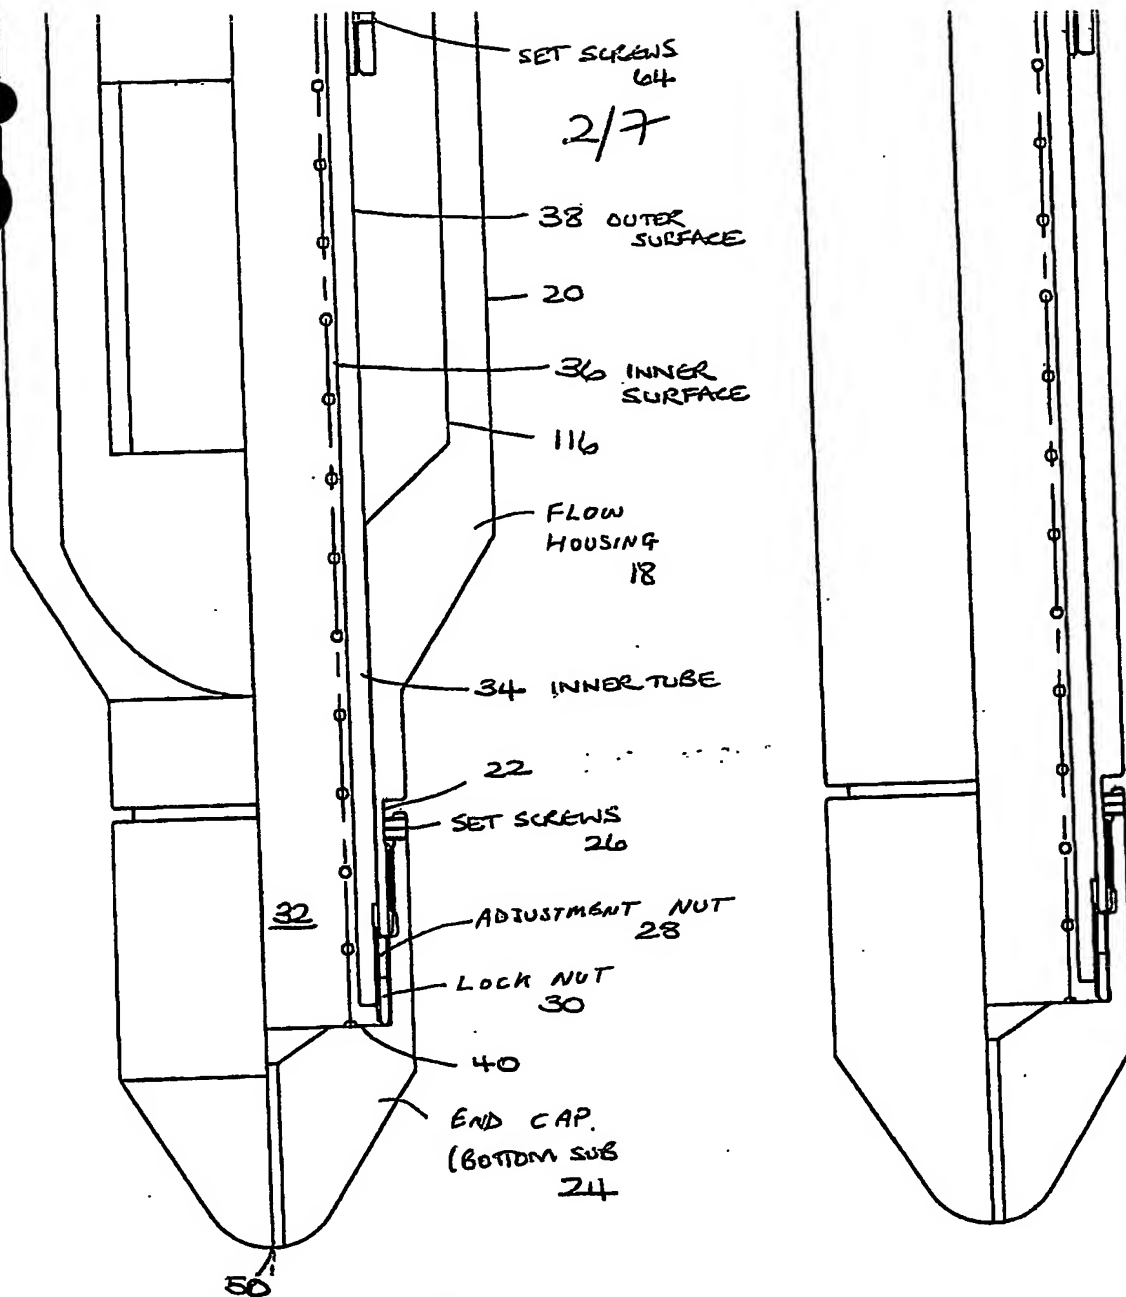 SET SCREWS
64
2/7
38 OUTER
SURFACE
20
36 INNER
SURFACE
116
FLOW
HOUSING
18
34 INNER TUBE
22
SET SCREWS
26
32
ADJUSTMENT NUT
28
LOCK NUT
30
40
END CAP.
(BOTTOM SUB
24
50